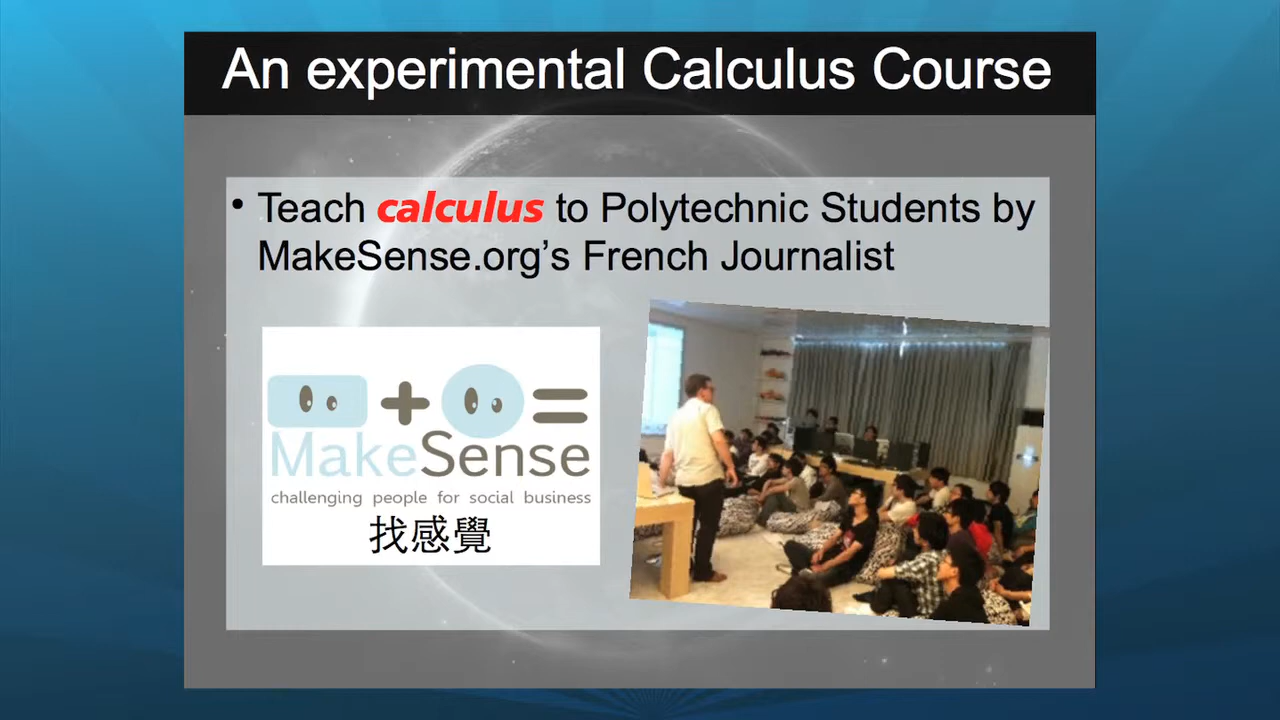 An experimental Calculus Course
• Teach calculus to Polytechnic Students by
MakeSense.org’s French Journalist
MakeSense
challenging people for social business
找感覺